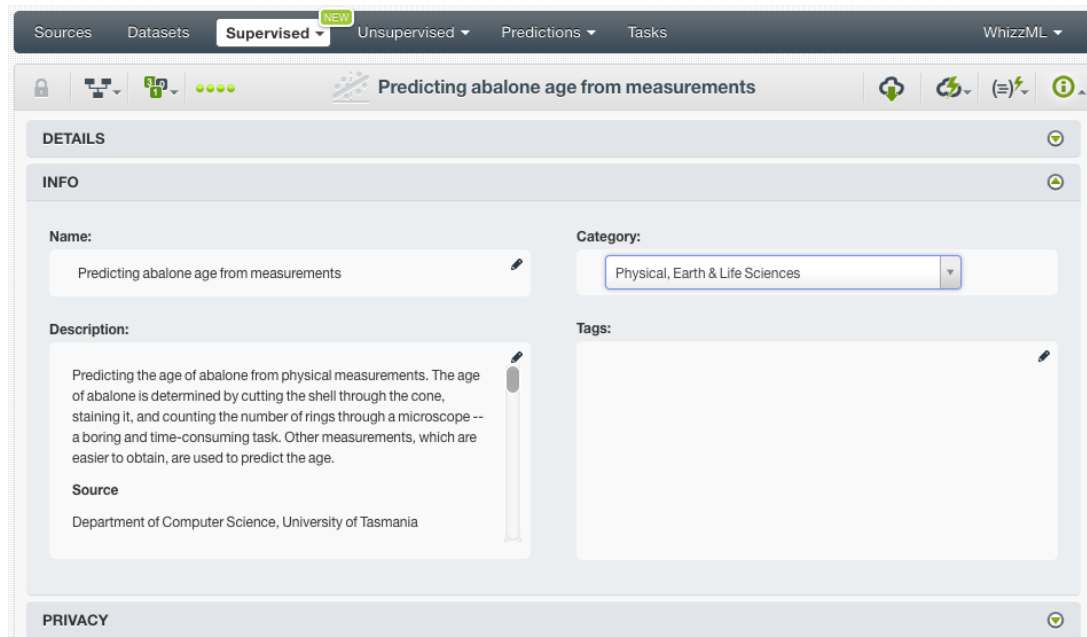 NEW
Sources Datasets Supervised Unsupervised Predictions Tasks WhizzML
Predicting abalone age from measurements
DETAILS
INFO
Name:
Predicting abalone age from measurements
Category:
Physical, Earth & Life Sciences
Description:
Predicting the age of abalone from physical measurements. The age
of abalone is determined by cutting the shell through the cone,
staining it, and counting the number of rings through a microscope --
a boring and time-consuming task. Other measurements, which are
easier to obtain, are used to predict the age.
Source
Department of Computer Science, University of Tasmania
Tags:
PRIVACY